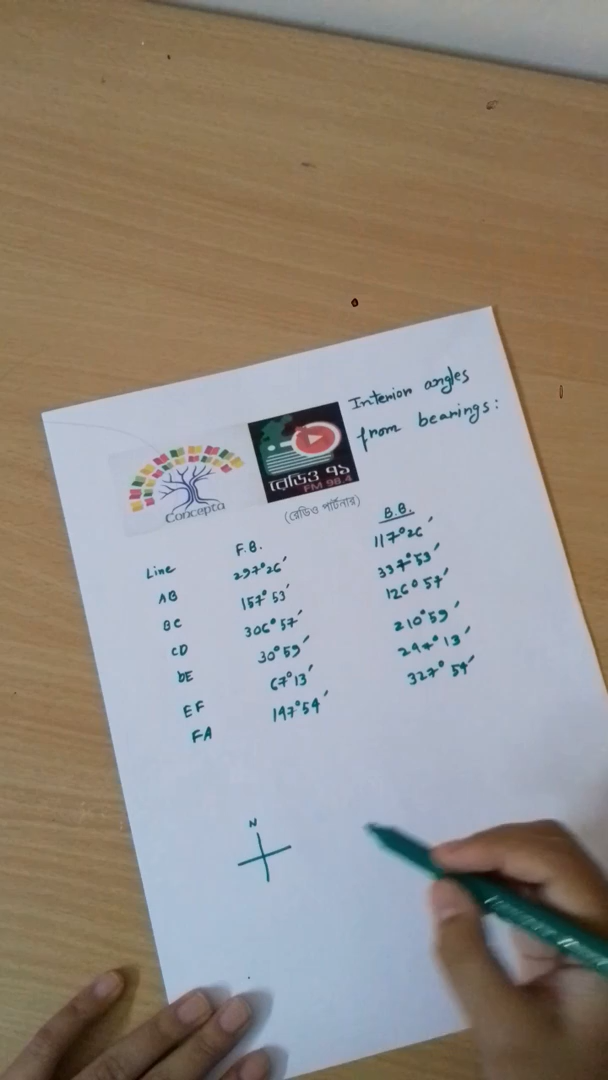 Interior angles
from bearings:
Concepta
রেডিও ৭১
FM 98.4
(রেডিও পার্টনার)
Line F.B. B.B.
AB 297°26′ 117°26′
BC 157°53′ 337°53′
CD 306°57′ 126°57′
DE 30°59′ 210°59′
EF 67°13′ 247°13′
FA 147°54′ 327°54′
N